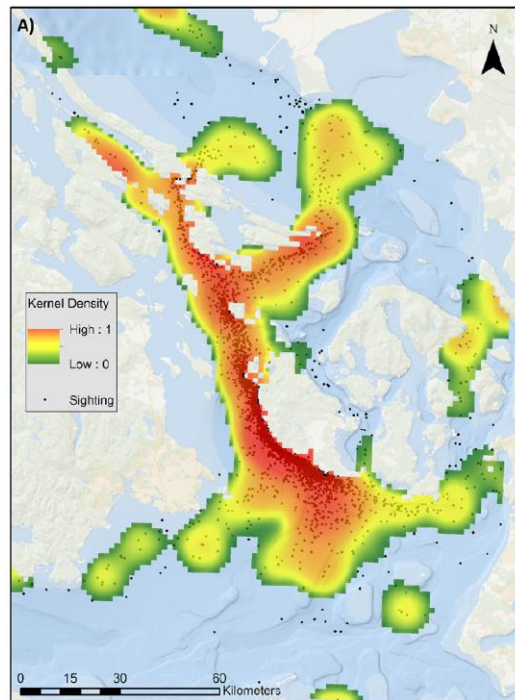 A)
N
Kernel Density
High : 1
Low : 0
Sighting
0 15 30 60
Kilometers